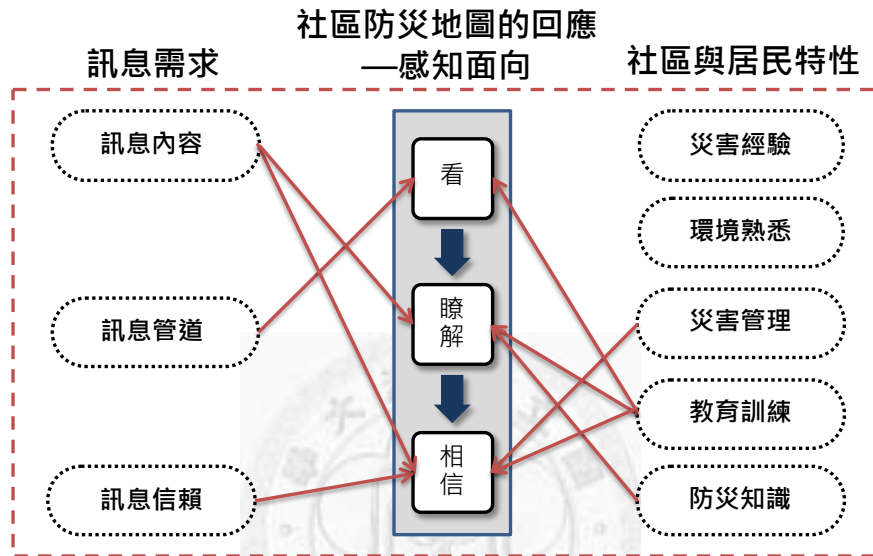 社區防災地圖的回應
—感知面向
訊息需求
社區與居民特性
訊息內容
訊息管道
訊息信賴
看
瞭
解
相
信
災害經驗
環境熟悉
災害管理
教育訓練
防災知識